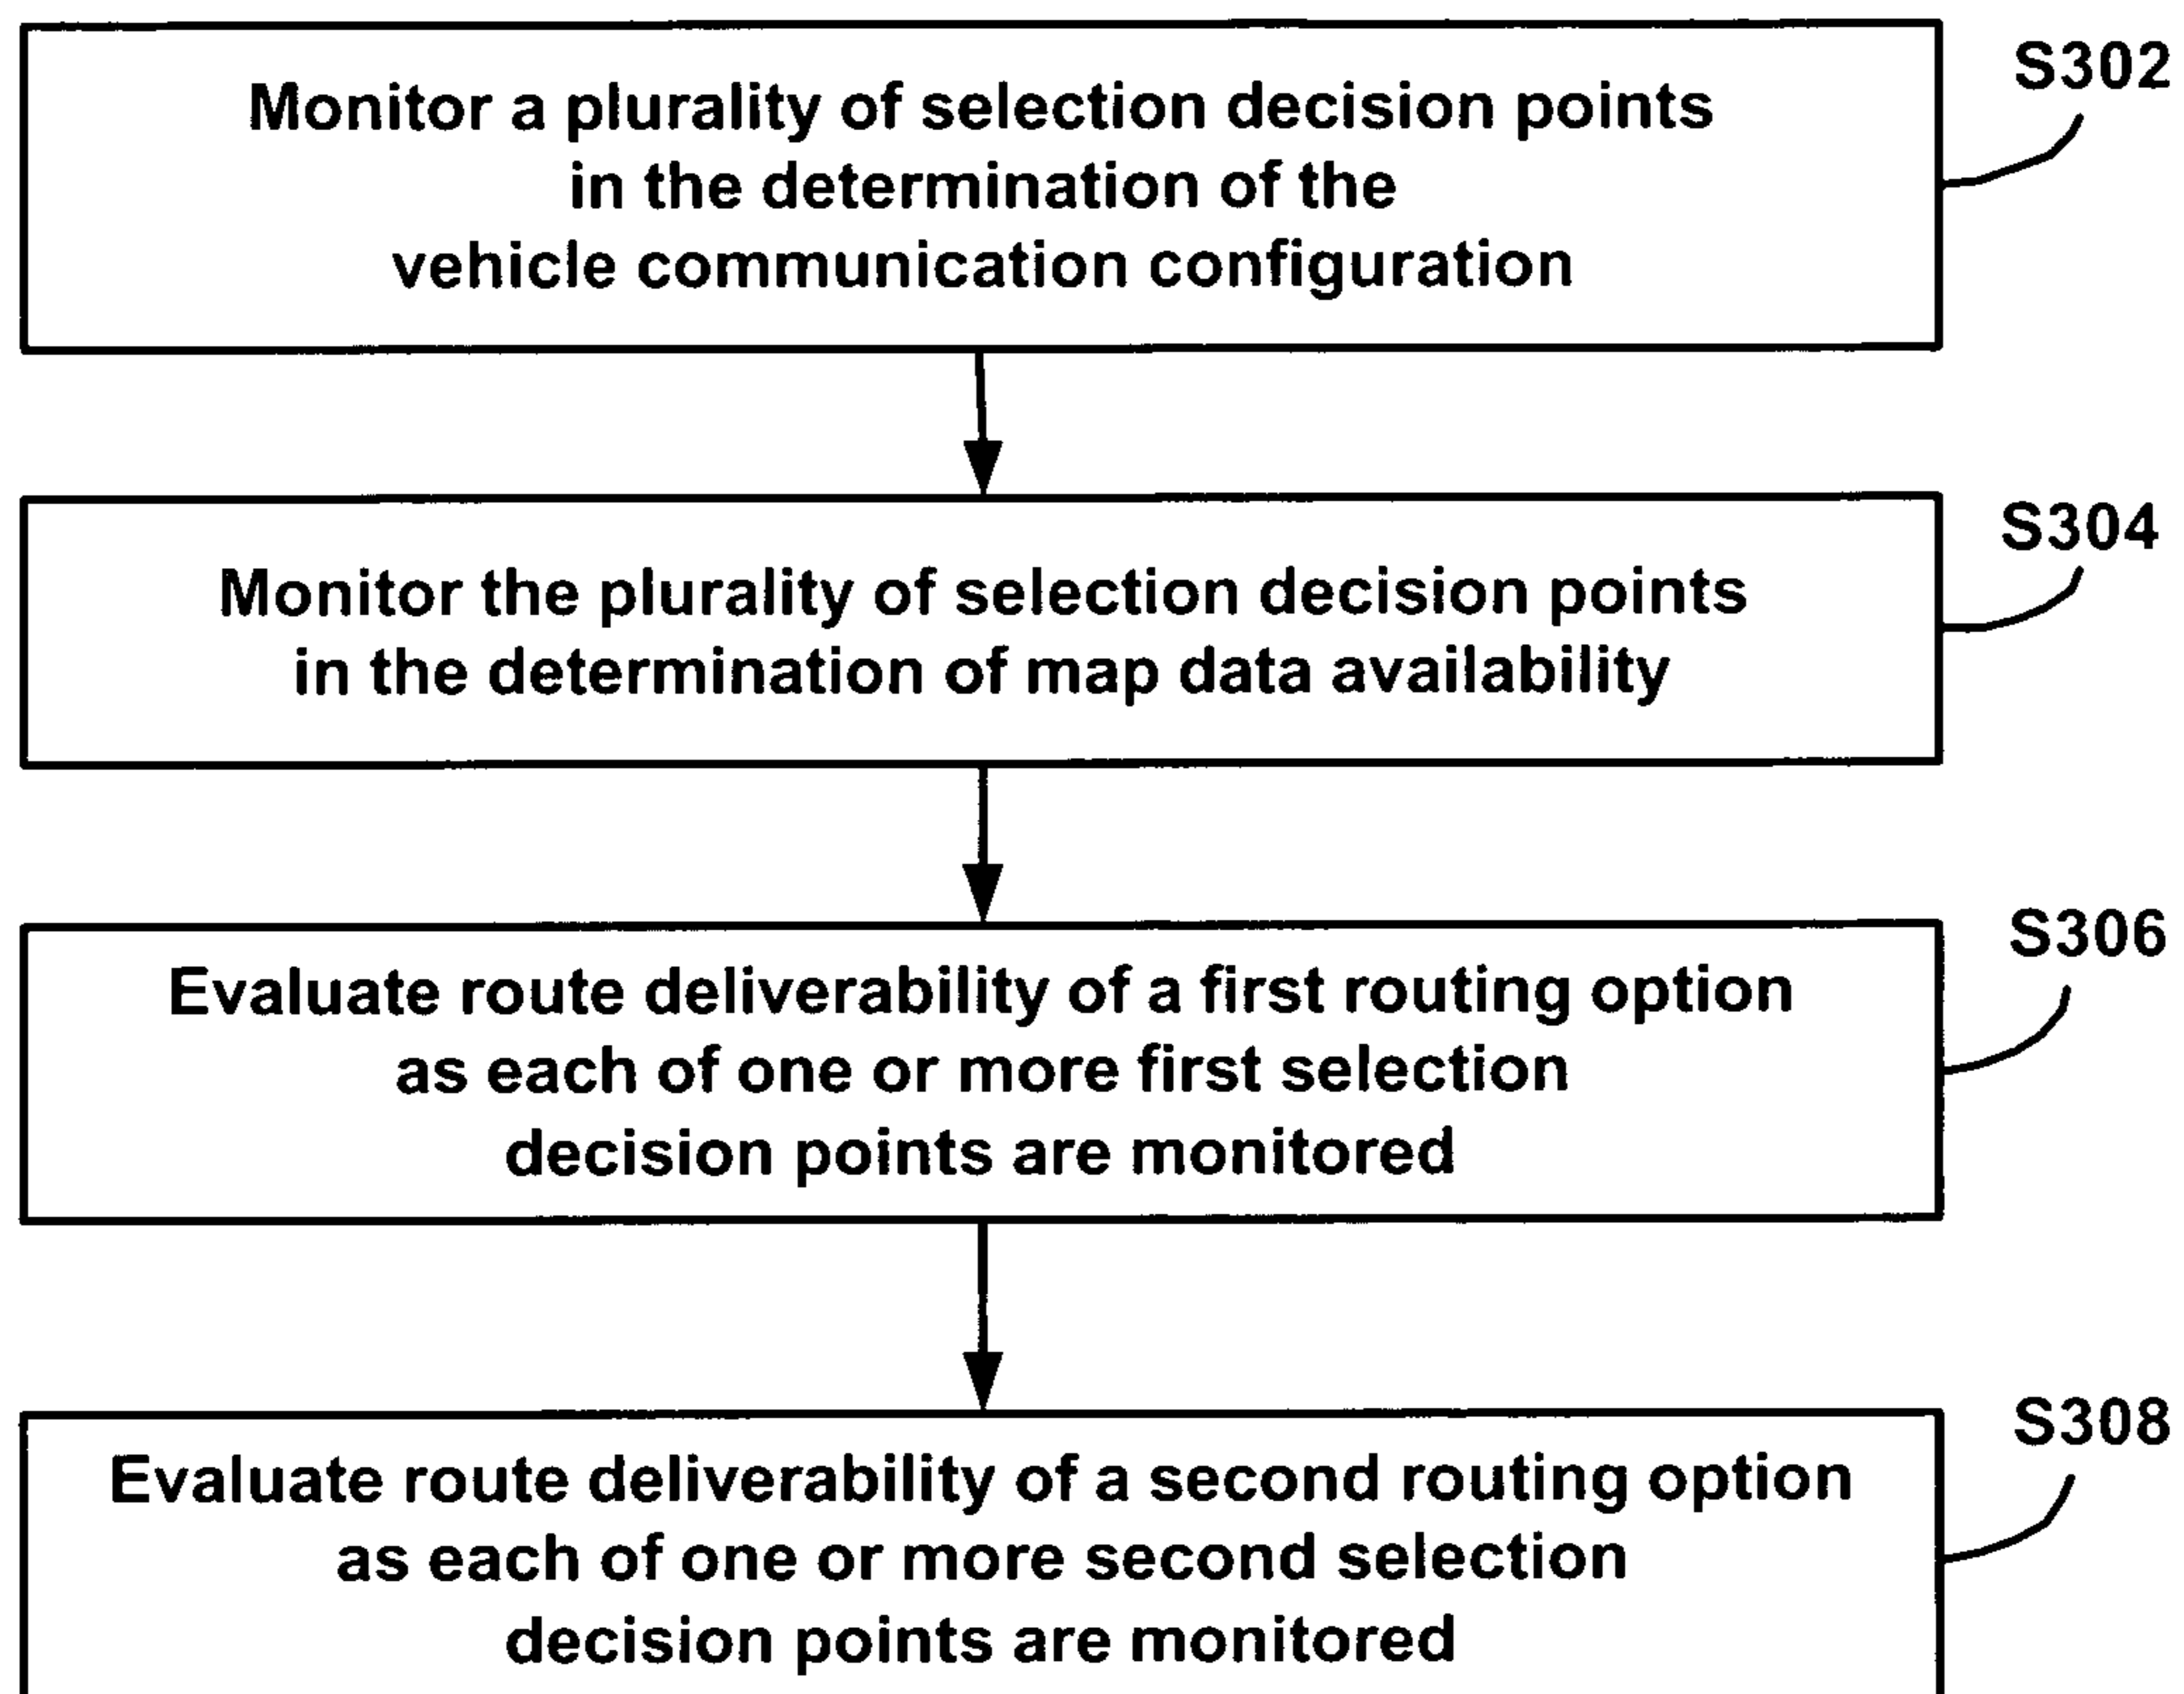 Monitor a plurality of selection decision points
in the determination of the
vehicle communication configuration
S302
Monitor the plurality of selection decision points
in the determination of map data availability
S304
Evaluate route deliverability of a first routing option
as each of one or more first selection
decision points are monitored
S306
Evaluate route deliverability of a second routing option
as each of one or more second selection
decision points are monitored
S308